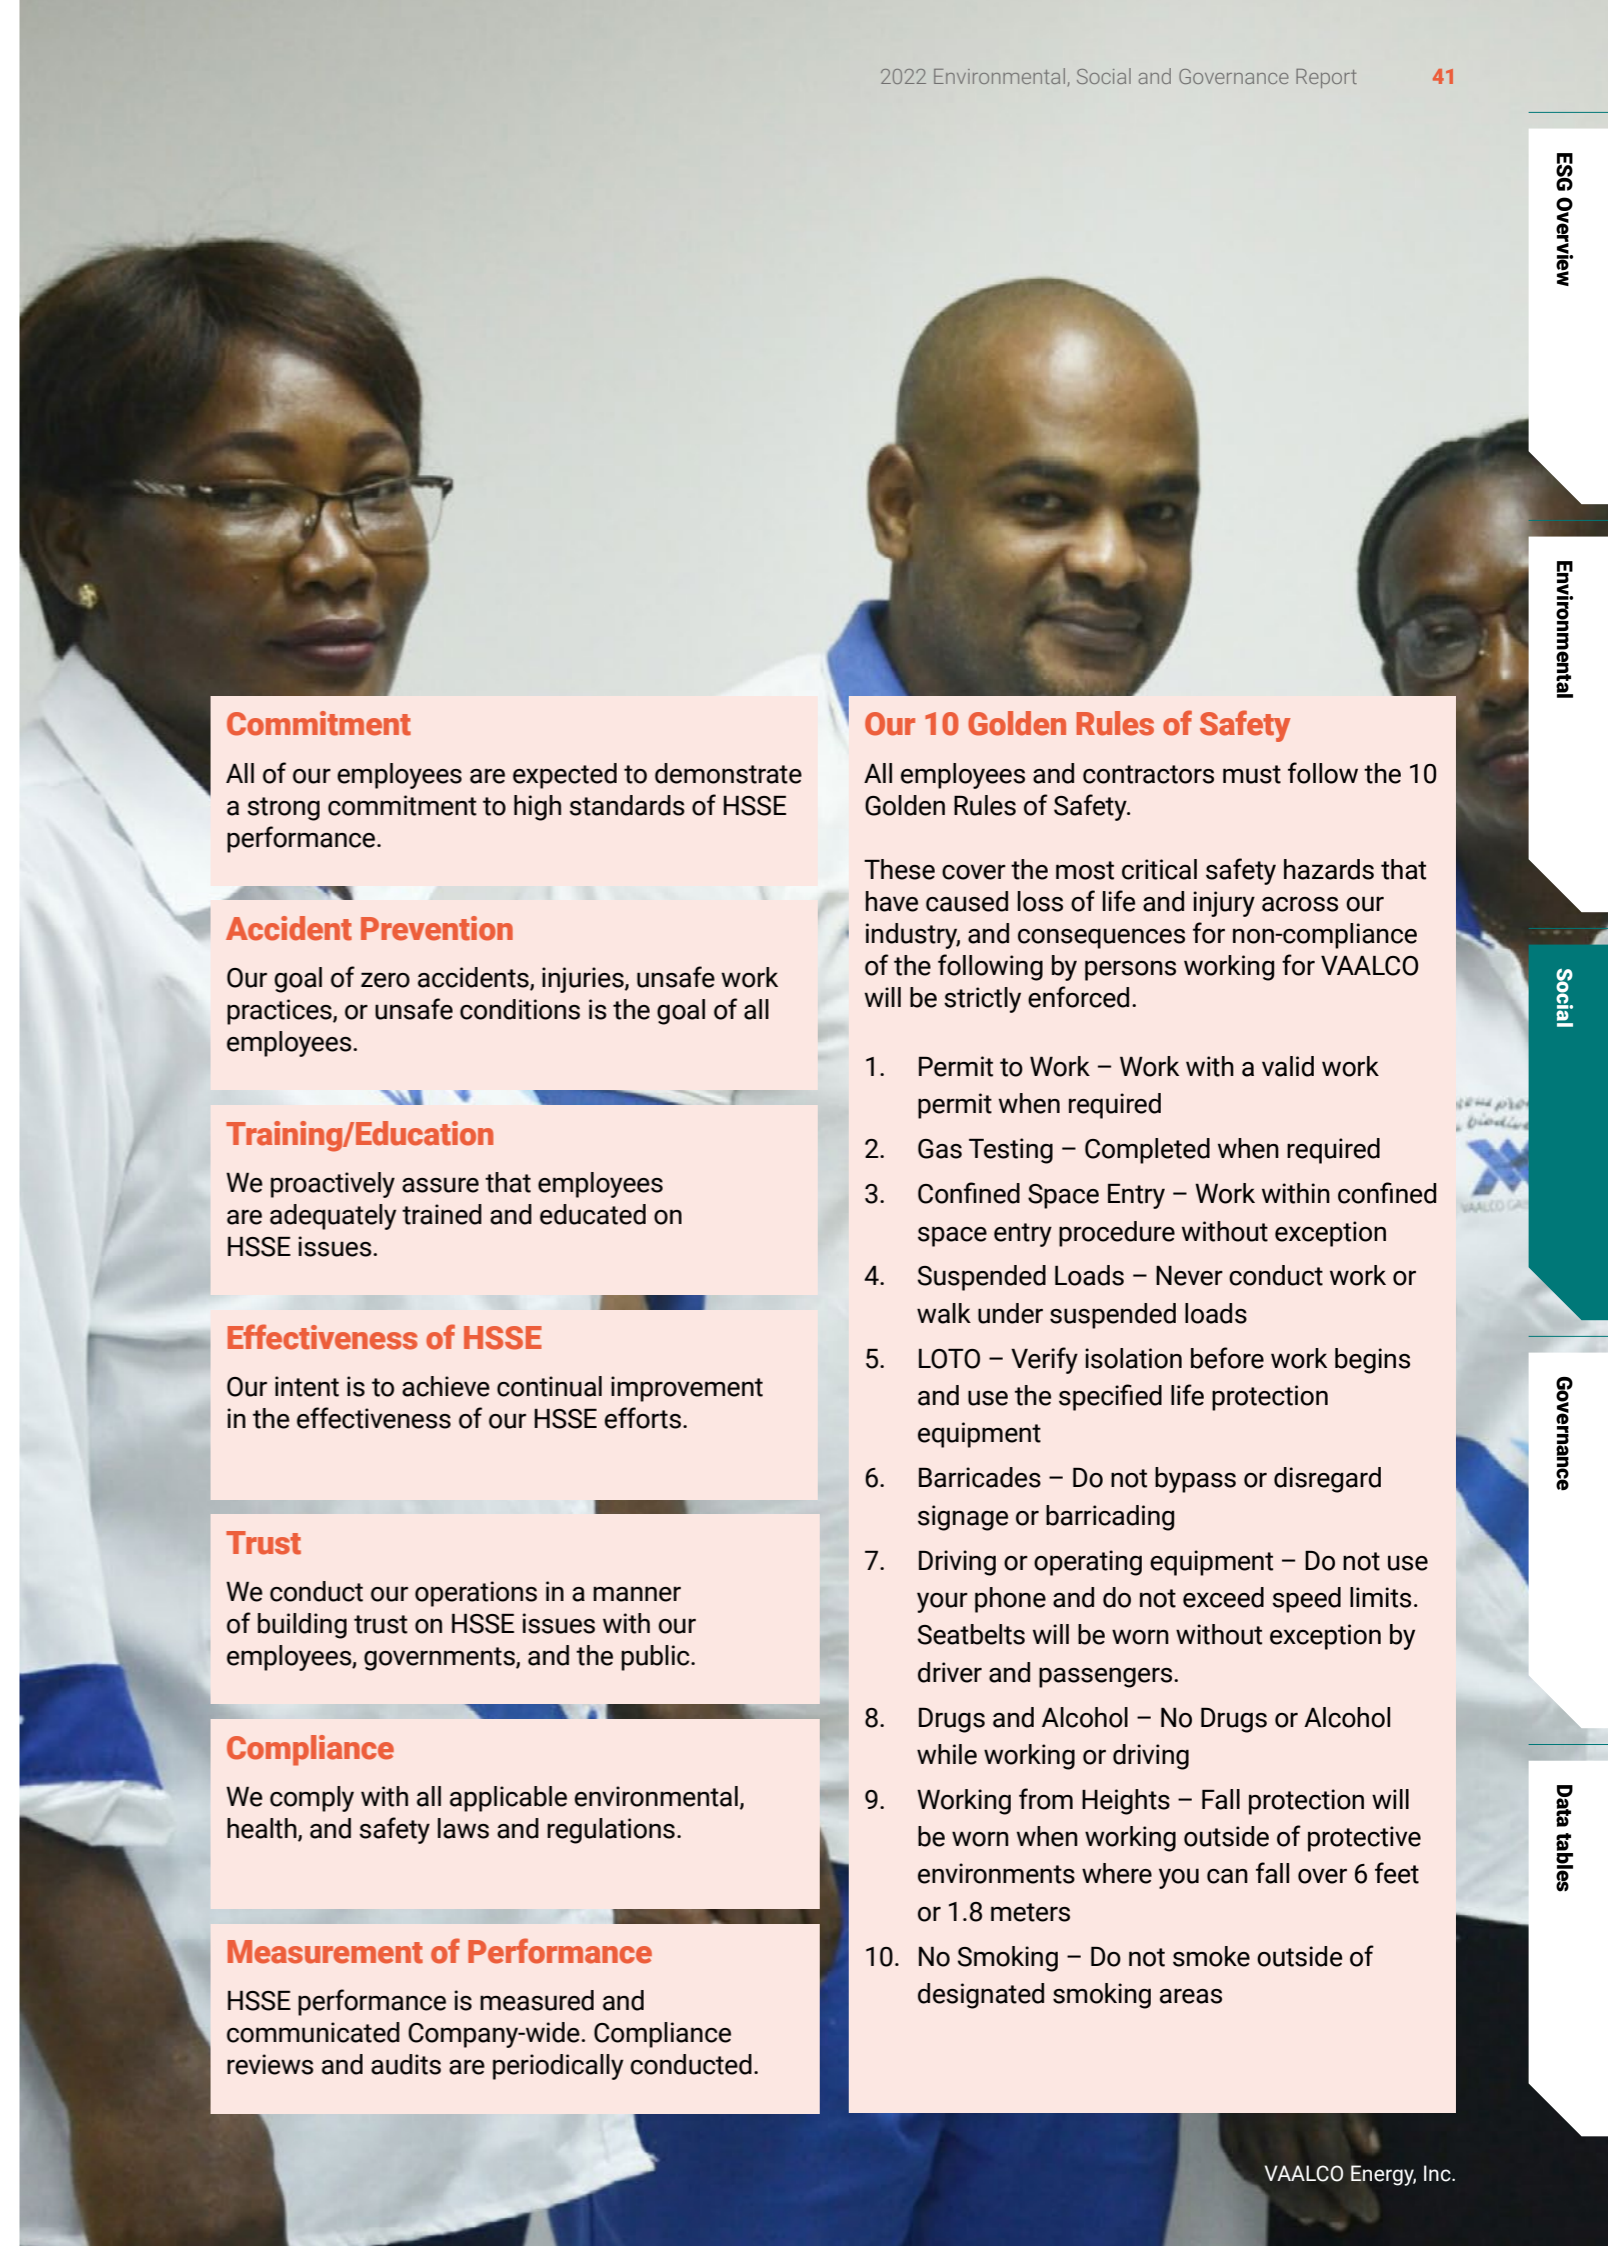 2022 Environmental, Social and Governance Report 41
Commitment
All of our employees are expected to demonstrate
a strong commitment to high standards of HSSE
performance.
Accident Prevention
Our goal of zero accidents, injuries, unsafe work
practices, or unsafe conditions is the goal of all
employees.
Training/Education
We proactively assure that employees
are adequately trained and educated on
HSSE issues.
Effectiveness of HSSE
Our intent is to achieve continual improvement
in the effectiveness of our HSSE efforts.
Trust
We conduct our operations in a manner
of building trust on HSSE issues with our
employees, governments, and the public.
Compliance
We comply with all applicable environmental,
health, and safety laws and regulations.
Measurement of Performance
HSSE performance is measured and
communicated Company-wide. Compliance
reviews and audits are periodically conducted.
Our 10 Golden Rules of Safety
All employees and contractors must follow the 10
Golden Rules of Safety.
These cover the most critical safety hazards that
have caused loss of life and injury across our
industry, and consequences for non-compliance
of the following by persons working for VAALCO
will be strictly enforced.
1. Permit to Work – Work with a valid work
permit when required
2. Gas Testing – Completed when required
3. Confined Space Entry – Work within confined
space entry procedure without exception
4. Suspended Loads – Never conduct work or
walk under suspended loads
5. LOTO – Verify isolation before work begins
and use the specified life protection
equipment
6. Barricades – Do not bypass or disregard
signage or barricading
7. Driving or operating equipment – Do not use
your phone and do not exceed speed limits.
Seatbelts will be worn without exception by
driver and passengers.
8. Drugs and Alcohol – No Drugs or Alcohol
while working or driving
9. Working from Heights – Fall protection will
be worn when working outside of protective
environments where you can fall over 6 feet
or 1.8 meters
10. No Smoking – Do not smoke outside of
designated smoking areas
ESG Overview
Environmental
Social
Governance
Data tables
VAALCO
VAALCO Energy, Inc.